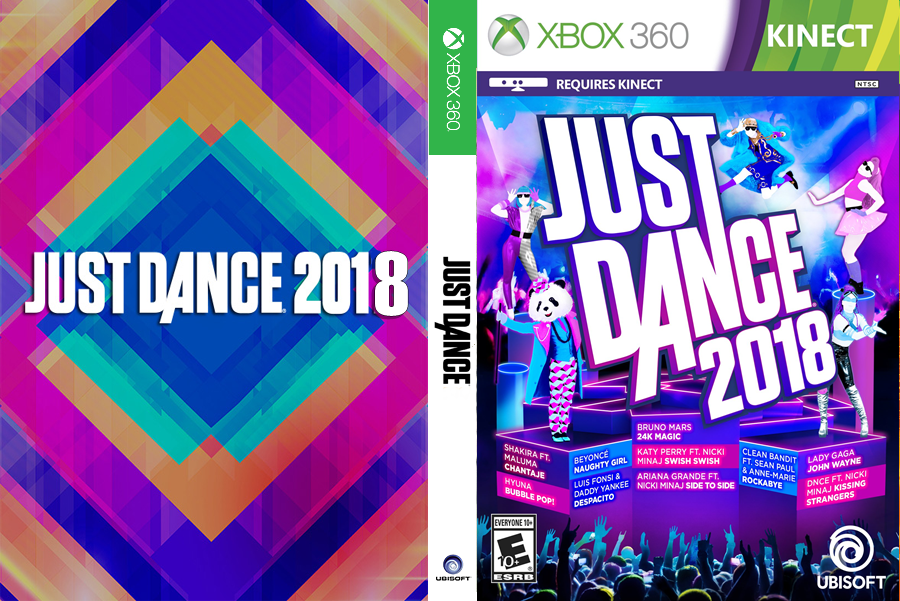 JUST DANCE 2018
XBOX 360
JUST DANCE
UBISOFT
XBOX 360
KINECT
REQUIRES KINECT
NTSC
JUST
DANCE
2018
SHAKIRA FT.
MALUMA
CHANTAJE
HYUNA
BUBBLE POP!
BEYONCÉ
NAUGHTY GIRL
LUIS FONSI &
DADDY YANKEE
DESPACITO
BRUNO MARS
24K MAGIC
KATY PERRY FT. NICKI
MINAJ SWISH SWISH
ARIANA GRANDE FT.
NICKI MINAJ SIDE TO SIDE
CLEAN BANDIT
FT. SEAN PAUL
& ANNE-MARIE
ROCKABYE
LADY GAGA
JOHN WAYNE
DNCE FT. NICKI
MINAJ KISSING
STRANGERS
EVERYONE 10+
E
10+
ESRB
UBISOFT